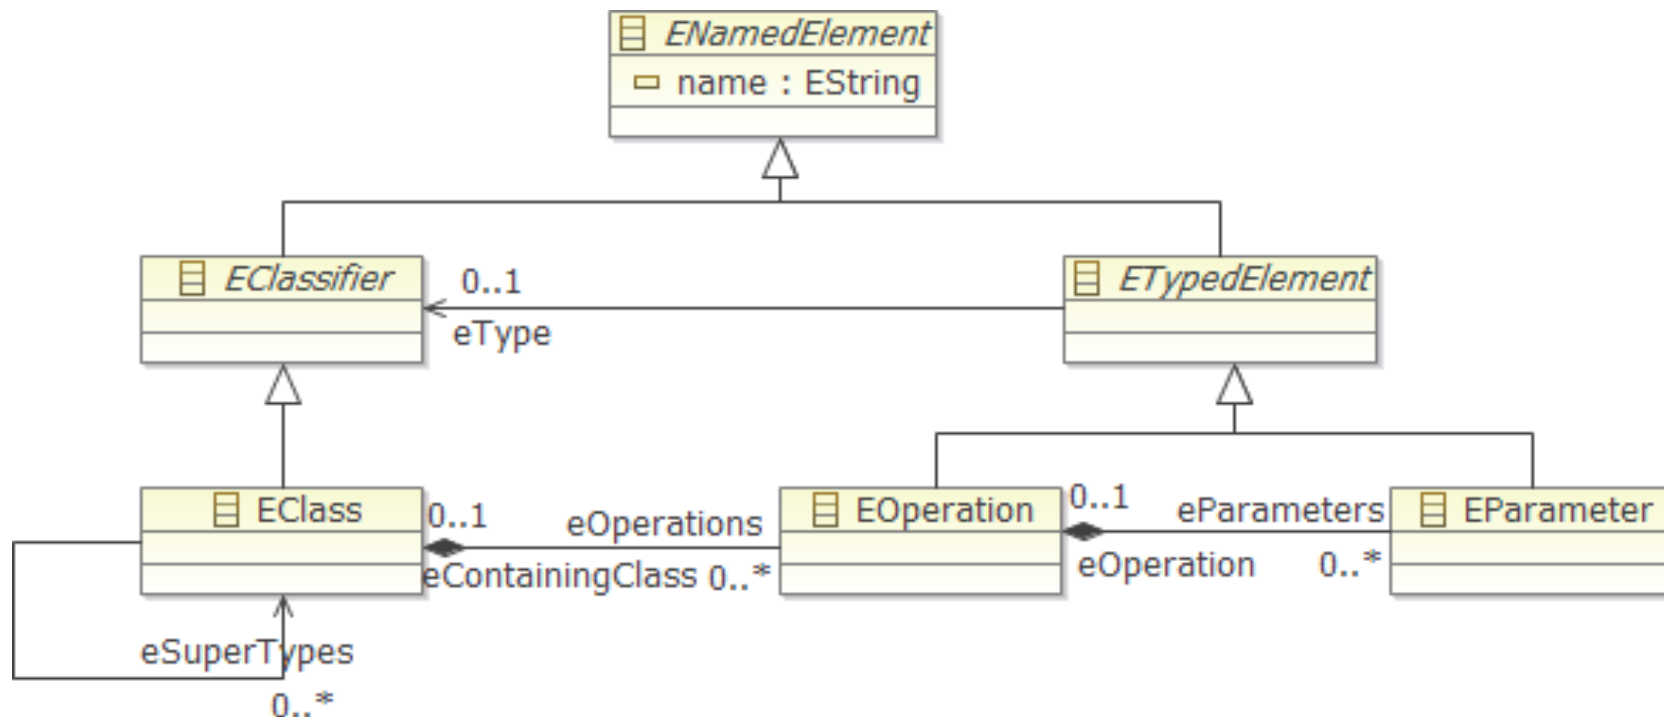 ENamedElement
name : EString
EClassifier
0..1
eType
ETypedElement
EClass
0..1
eOperations
eContainingClass
0..*
EOperation
0..1
eParameters
eOperation
0..*
EParameter
eSuperTypes
0..*